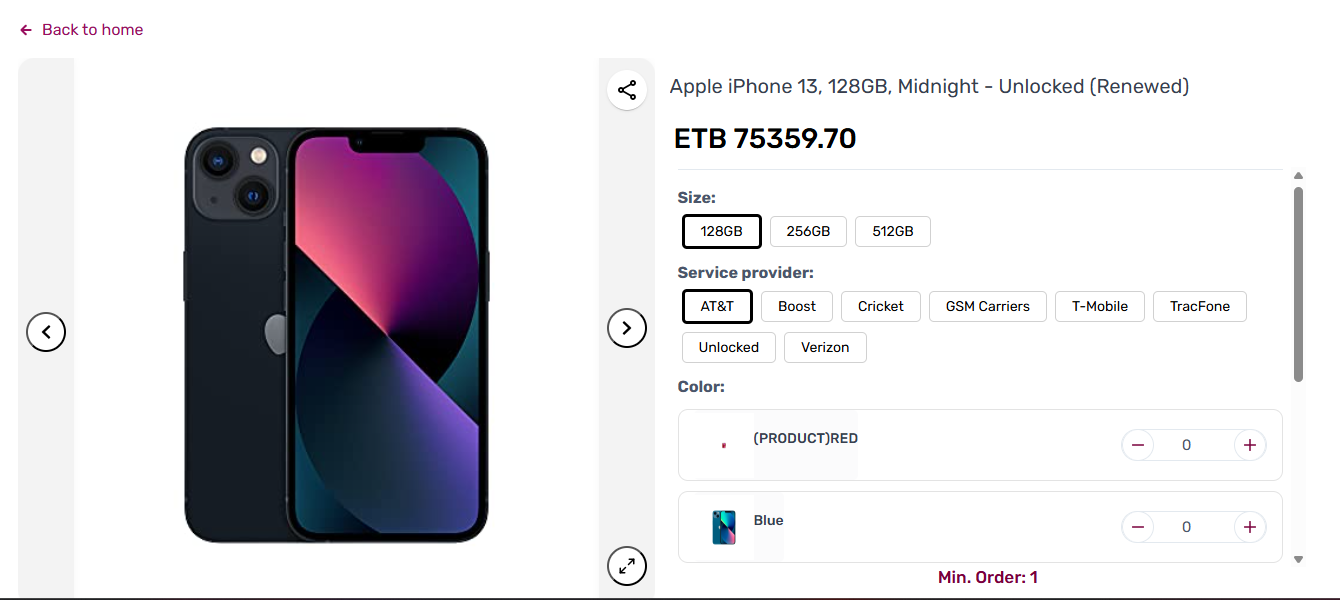 Back to home
Apple iPhone 13, 128GB, Midnight - Unlocked (Renewed)
ETB 75359.70
Size:
128GB 256GB 512GB
Service provider:
AT&T Boost Cricket GSM Carriers T-Mobile TracFone
Unlocked Verizon
Color:
(PRODUCT)RED
0
Blue
0
Min. Order: 1